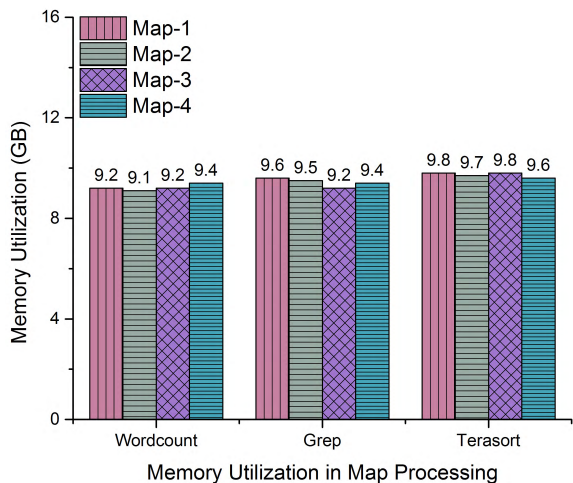 16
12
8
4
0
Memory Utilization (GB)
Map-1
Map-2
Map-3
Map-4
9.2 9.1 9.2 9.4
9.6 9.5 9.2 9.4
9.8 9.7 9.8 9.6
Wordcount Grep Terasort
Memory Utilization in Map Processing